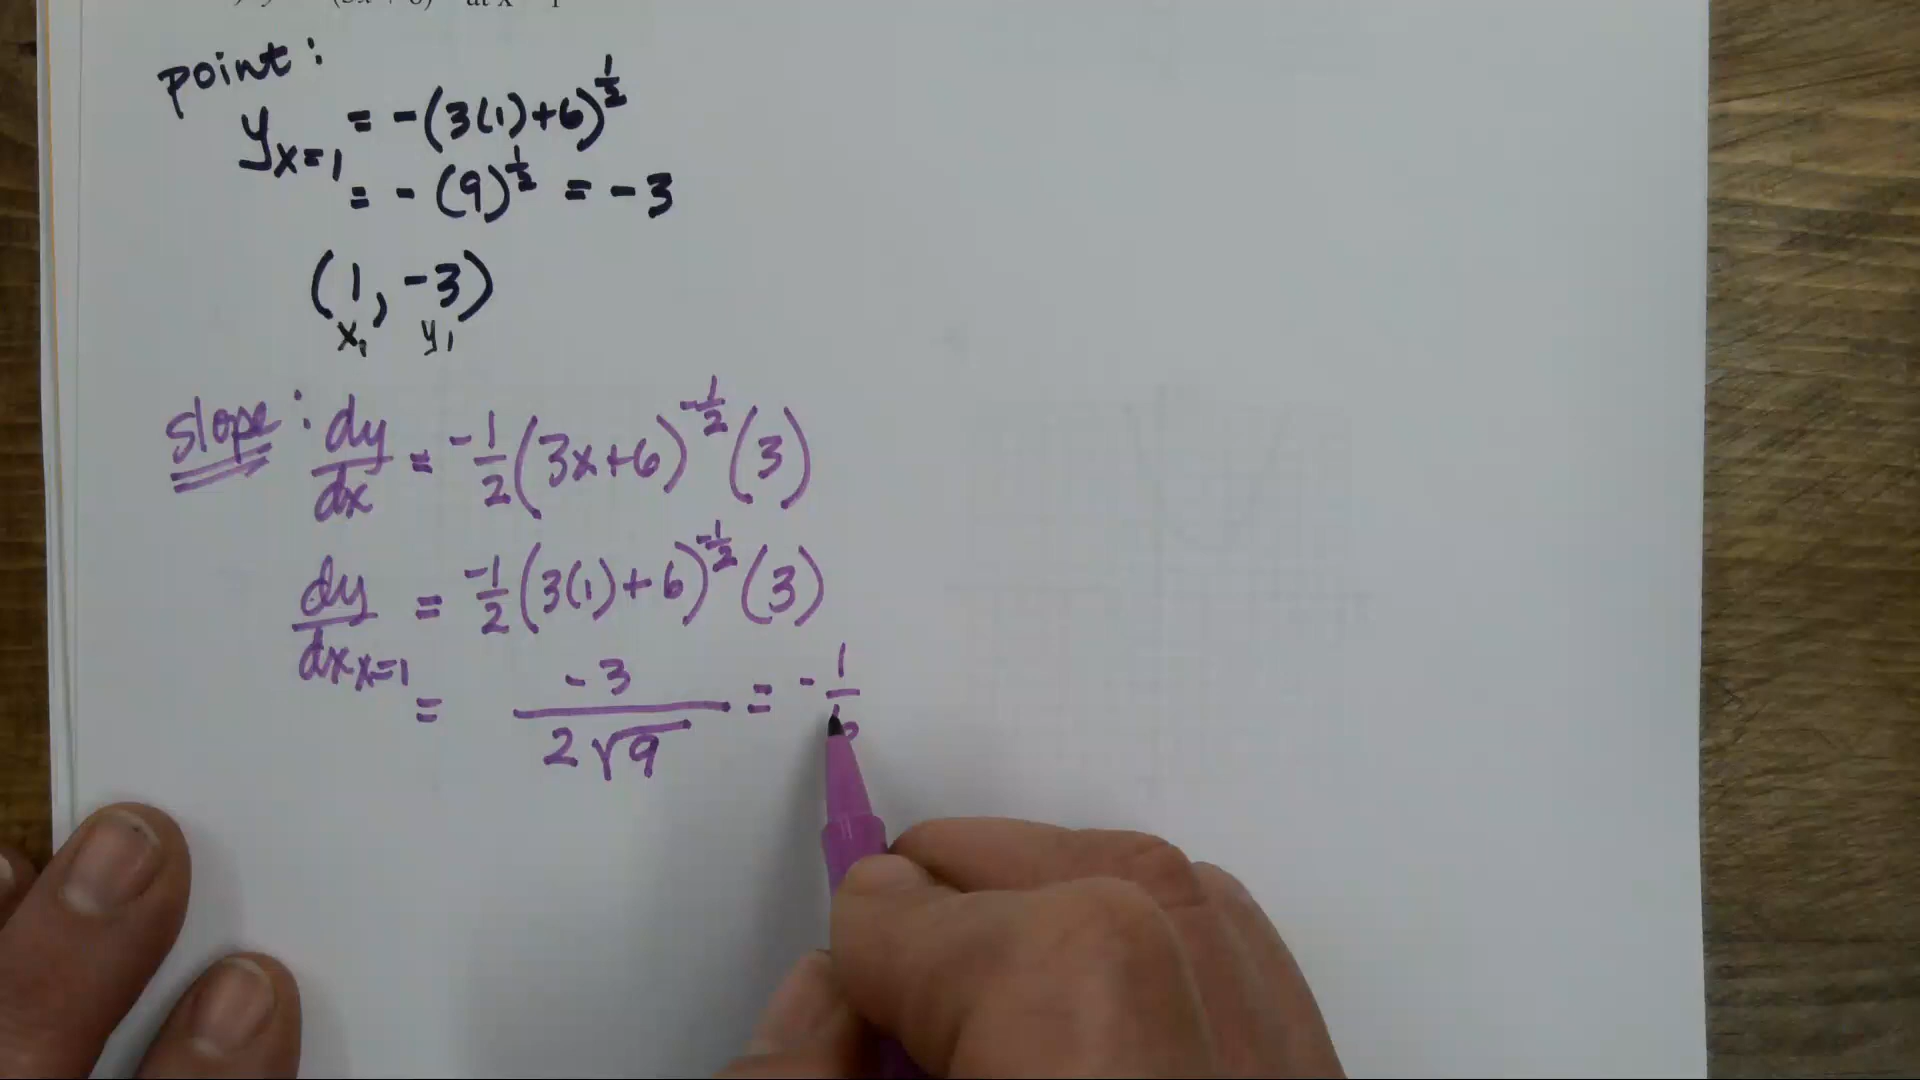 at x
point:
y x=1 = -(3(1)+6)^1/2
= -(9)^1/2 = -3
(1, -3)
x₁ y₁
slope: dy/dx = -1/2(3x+6)^-1/2(3)
dy/dx x=1 = -1/2(3(1)+6)^-1/2(3)
= -3/2√9 = -1/